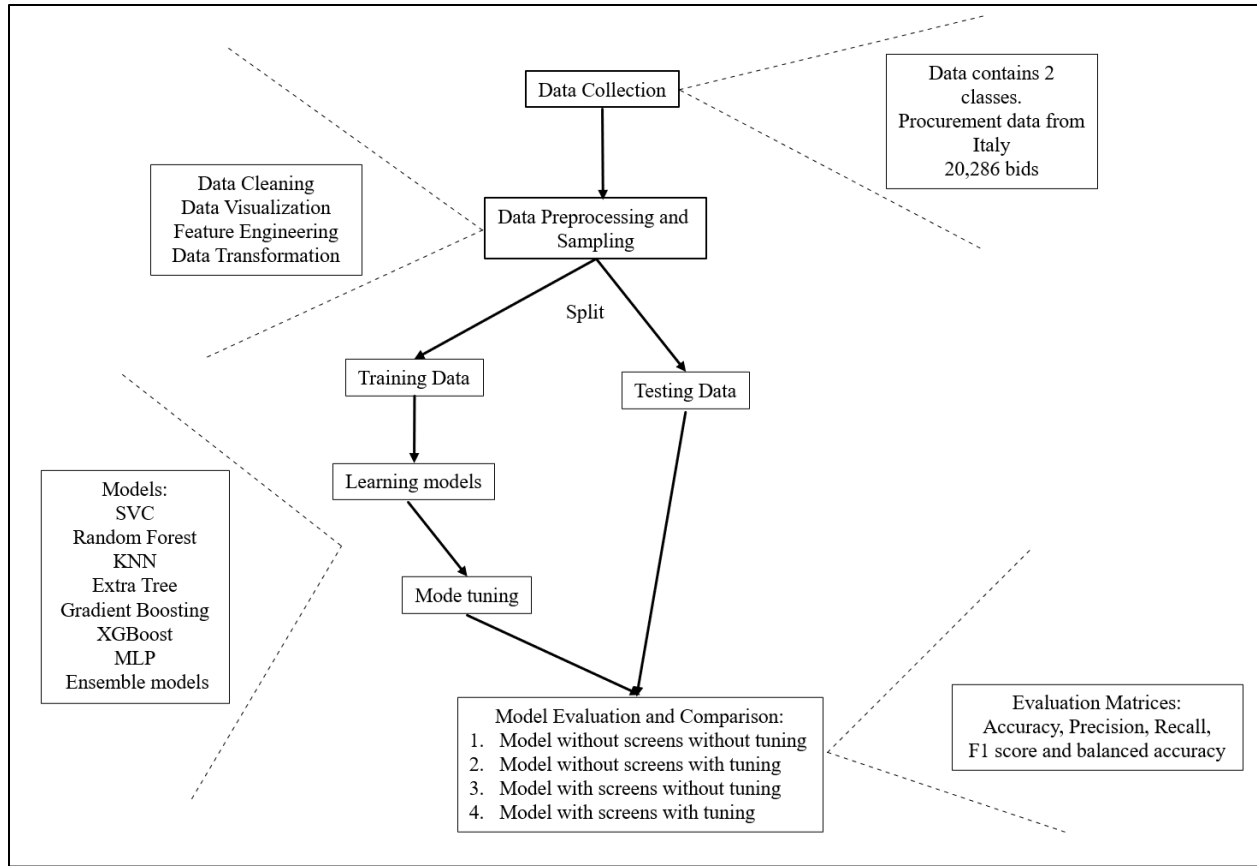 Data Collection
Data contains 2
classes.
Procurement data from
Italy
20,286 bids
Data Cleaning
Data Visualization
Feature Engineering
Data Transformation
Data Preprocessing and
Sampling
Split
Training Data
Testing Data
Learning models
Models:
SVC
Random Forest
KNN
Extra Tree
Gradient Boosting
XGBoost
MLP
Ensemble models
Mode tuning
Model Evaluation and Comparison:
1. Model without screens without tuning
2. Model without screens with tuning
3. Model with screens without tuning
4. Model with screens with tuning
Evaluation Matrices:
Accuracy, Precision, Recall,
F1 score and balanced accuracy